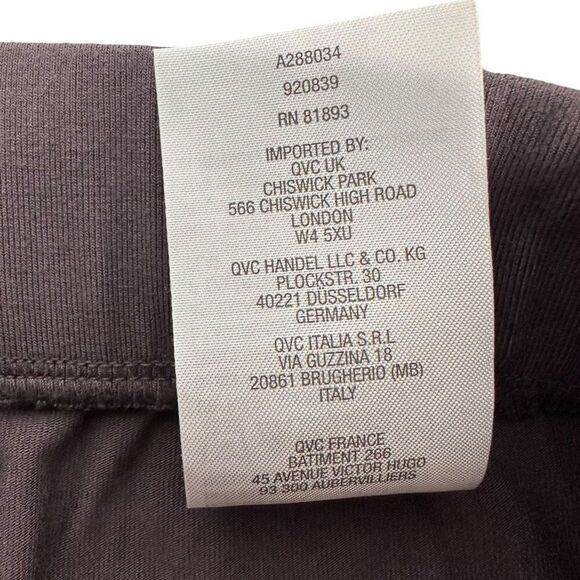 A288034
920839
RN 81893
IMPORTED BY:
QVC UK
CHISWICK PARK
566 CHISWICK HIGH ROAD
LONDON
W4 5XU
QVC HANDEL LLC & CO. KG
PLOCKSTR. 30
40221 DÜSSELDORF
GERMANY
QVC ITALIA S.R.L
VIA GUZZINA 18
20861 BRUGHERIO (MB)
ITALY
QVC FRANCE
BATIMENT 266
45 AVENUE VICTOR HUGO
93 300 AUBERVILLIERS